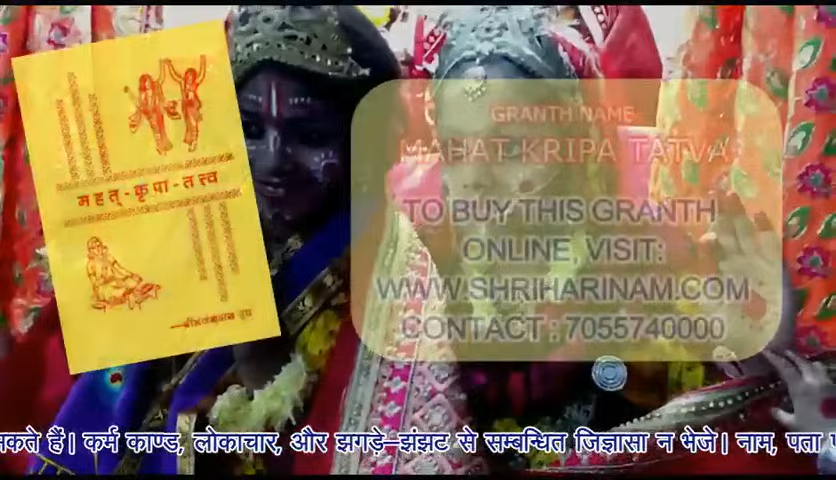 महत्-कृपा-तत्त्व
GRANTH NAME
MAHAT KRIPA TATVA
TO BUY THIS GRANTH
ONLINE, VISIT:
WWW.SHRIHARINAM.COM
CONTACT : 7055740000
हैं। कर्म काण्ड, लोकाचार, और झगड़े-झंझट से सम्बन्धित जिज्ञासा न भेजे। नाम, पता